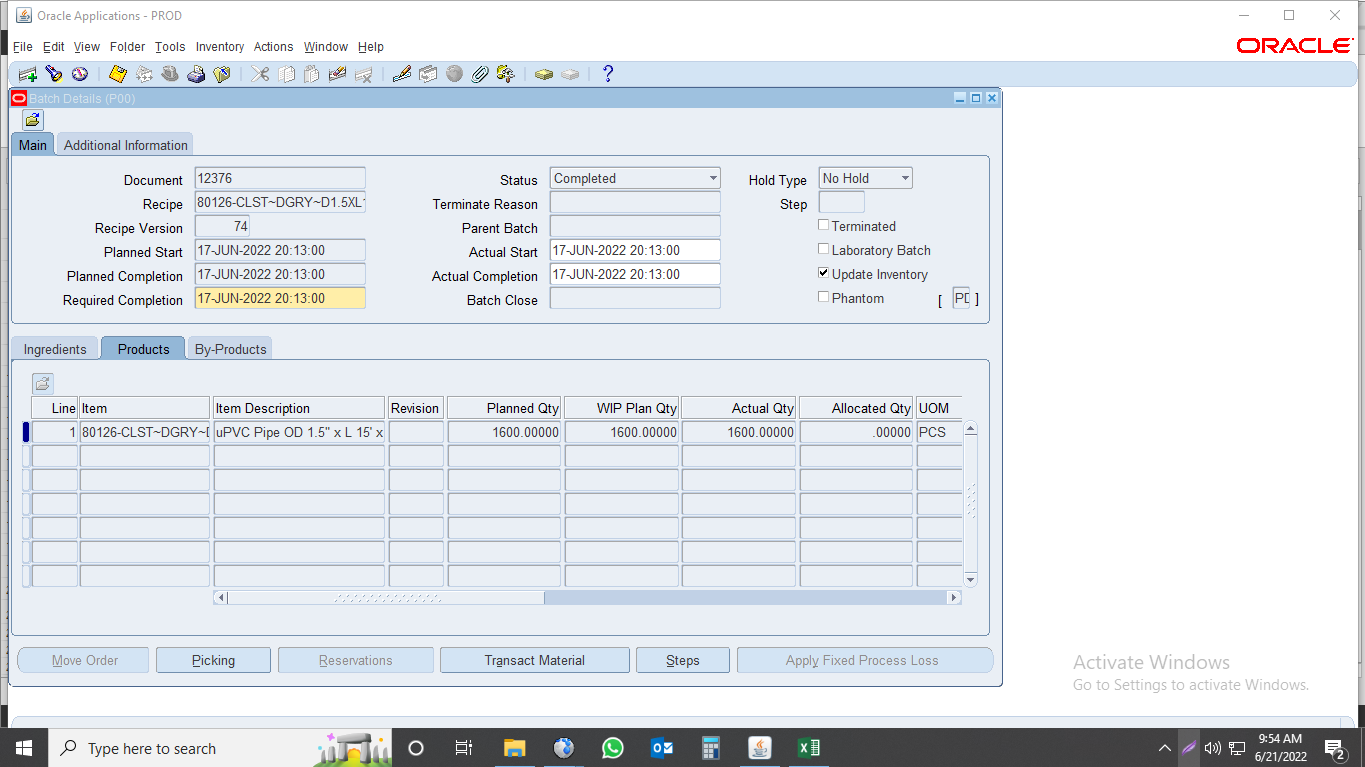 Oracle Applications - PROD
File Edit View Folder Tools Inventory Actions Window Help
ORACLE
Batch Details (P00)
Main Additional Information
Document 12376 Status Completed Hold Type No Hold
Recipe 80126-CLST~DGRY~D1.5XL Terminate Reason Step
Recipe Version 74 Parent Batch Terminated
Planned Start 17-JUN-2022 20:13:00 Actual Start 17-JUN-2022 20:13:00 Laboratory Batch
Planned Completion 17-JUN-2022 20:13:00 Actual Completion 17-JUN-2022 20:13:00 Update Inventory
Required Completion 17-JUN-2022 20:13:00 Batch Close Phantom [ ]
Ingredients Products By-Products
Line Item Item Description Revision Planned Qty WIP Plan Qty Actual Qty Allocated Qty UOM
1 80126-CLST~DGRY~ uPVC Pipe OD 1.5" x L 15' x 1600.00000 1600.00000 1600.00000 .00000 PCS
Move Order Picking Reservations Transact Material Steps Apply Fixed Process Loss
Activate Windows
Go to Settings to activate Windows.
Type here to search
9:54 AM
6/21/2022
2